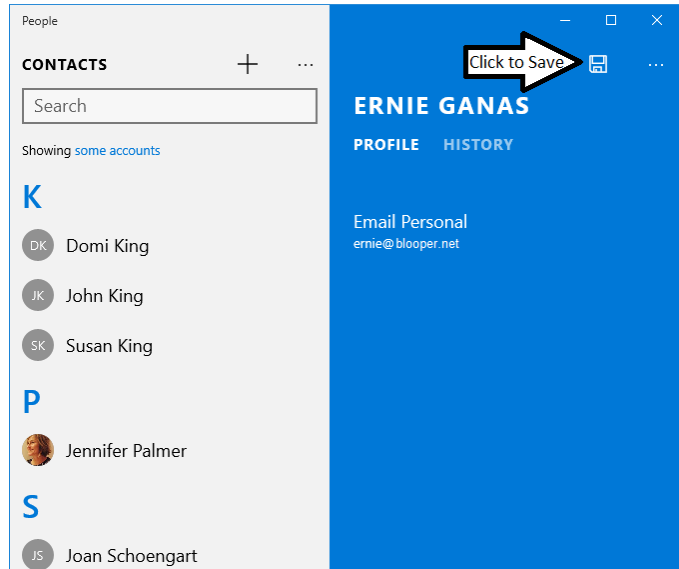 People
CONTACTS
Search
Showing some accounts
K
DK Domi King
JK John King
SK Susan King
P
Jennifer Palmer
S
JS Joan Schoengart
Click to Save
ERNIE GANAS
PROFILE HISTORY
Email Personal
ernie@blooper.net